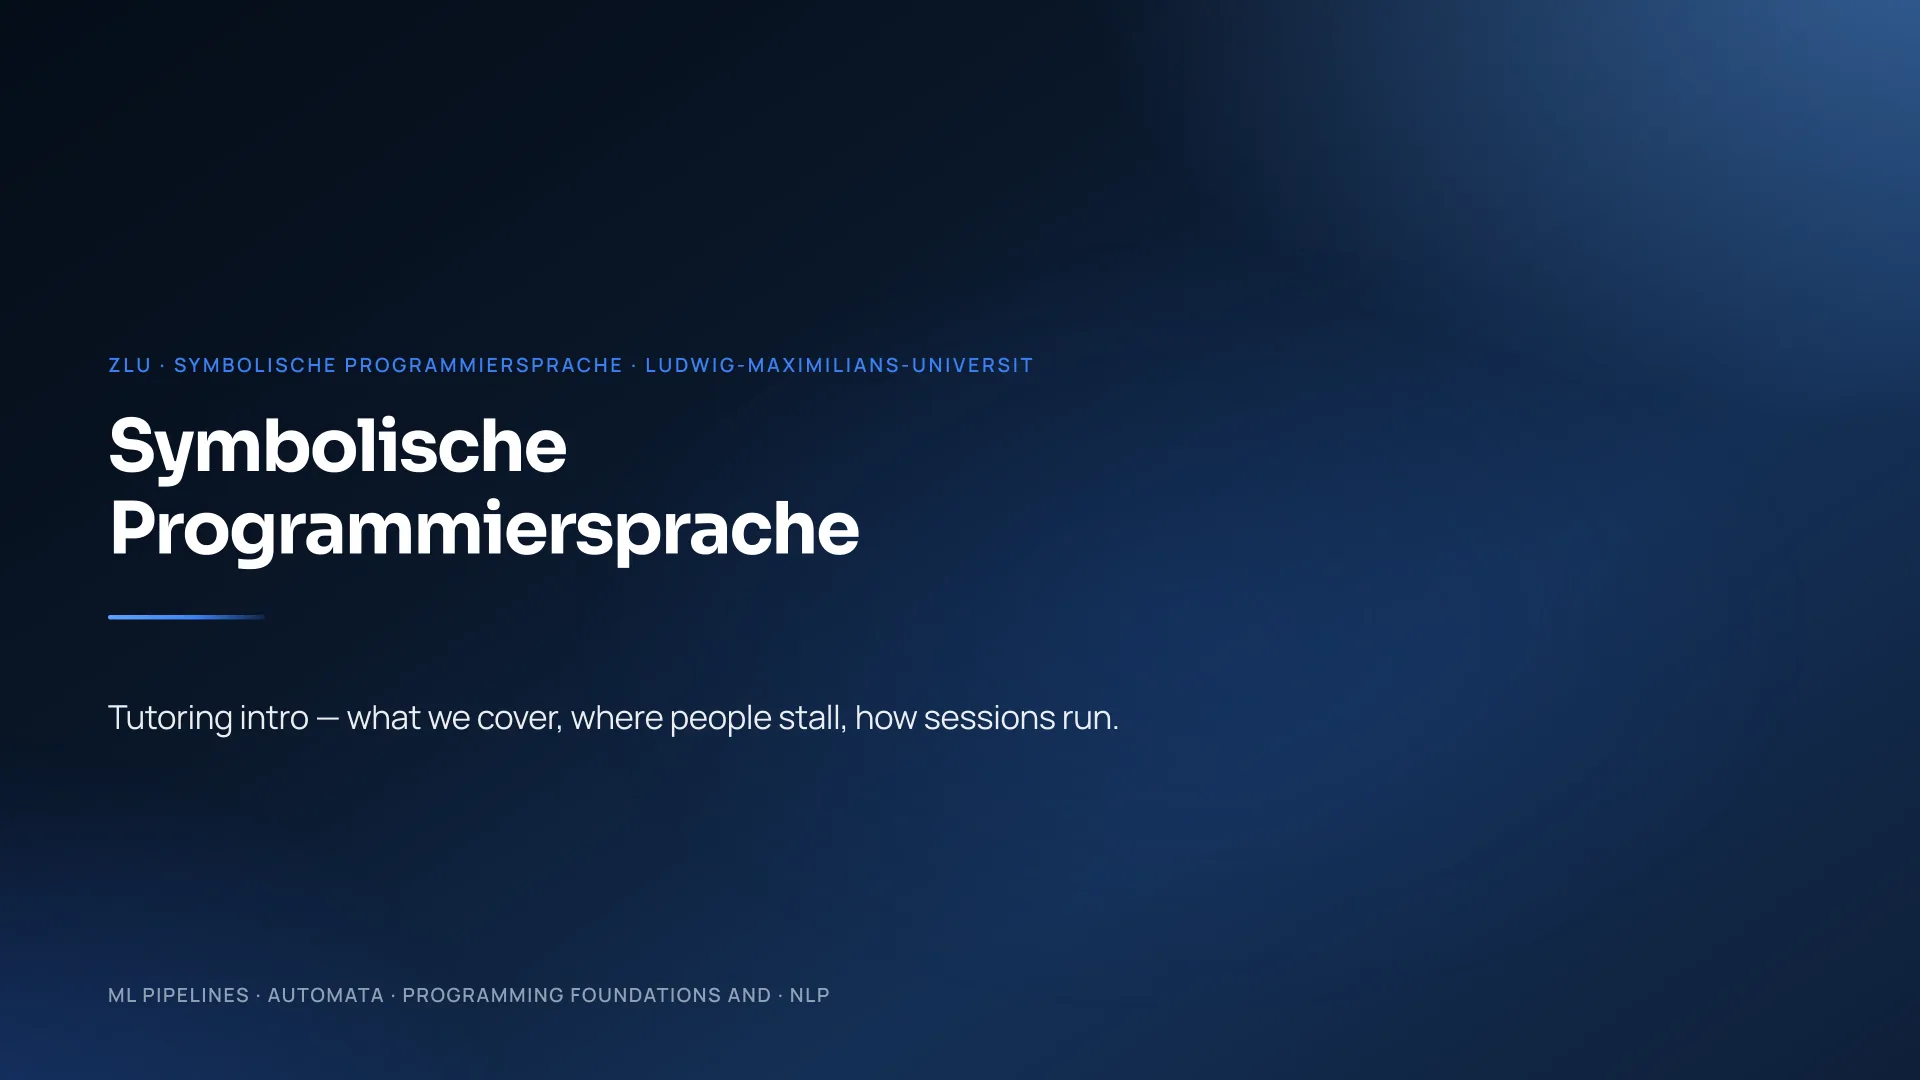 ZLU · SYMBOLISCHE PROGRAMMIERSPRACHE · LUDWIG-MAXIMILIANS-UNIVERSIT
Symbolische
Programmiersprache
Tutoring intro — what we cover, where people stall, how sessions run.
ML PIPELINES · AUTOMATA · PROGRAMMING FOUNDATIONS AND · NLP